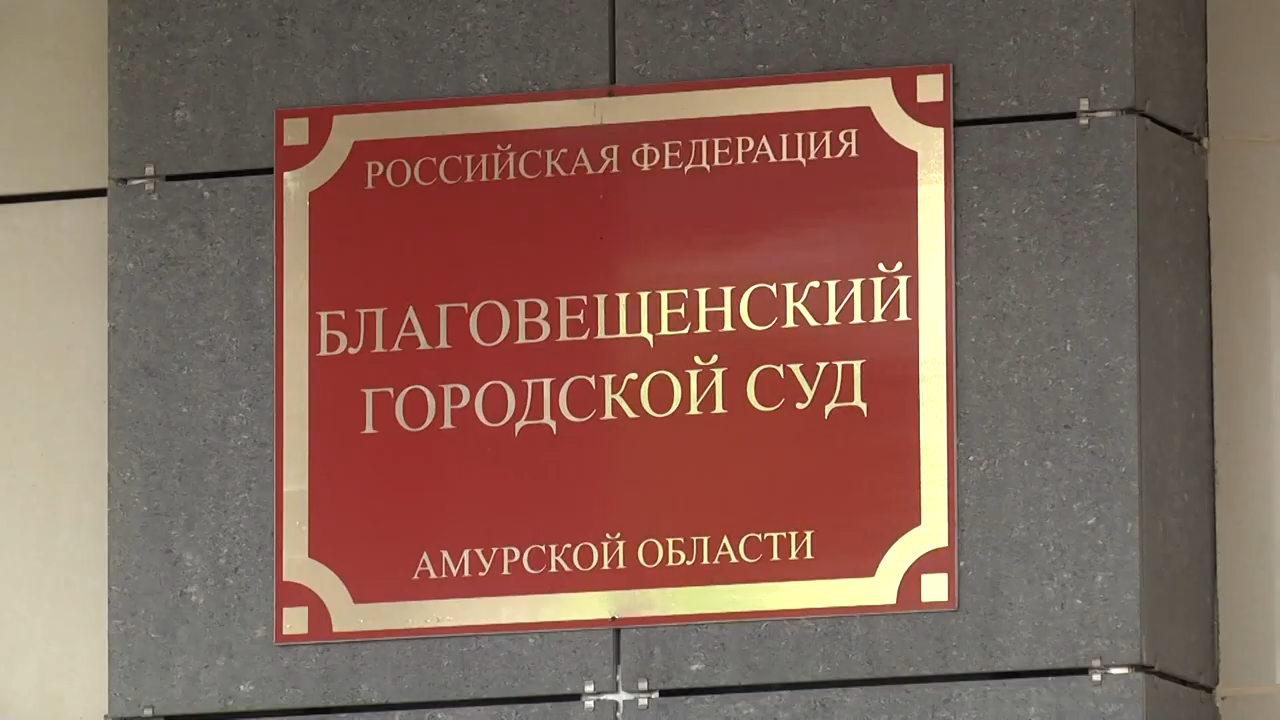 РОССИЙСКАЯ ФЕДЕРАЦИЯ
БЛАГОВЕЩЕНСКИЙ
ГОРОДСКОЙ СУД
АМУРСКОЙ ОБЛАСТИ